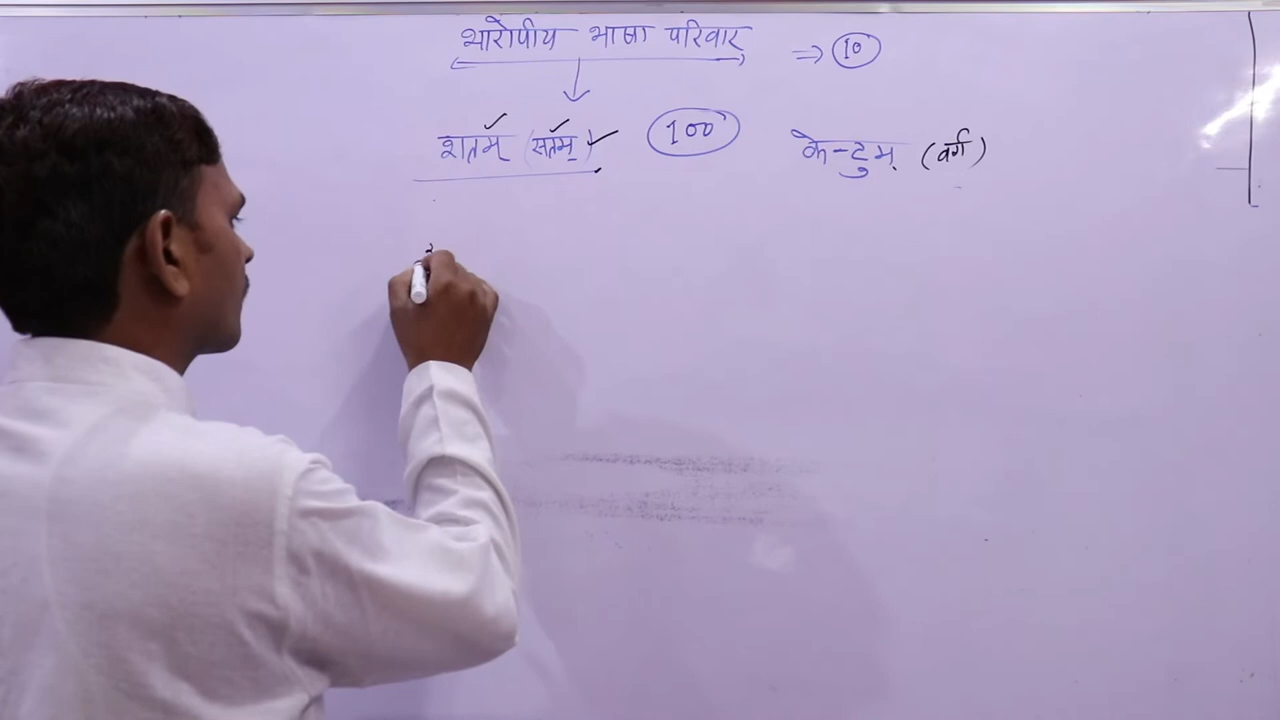 भारोपीय भाषा परिवार => 10
शतम् (सतम्) 100 केन्टुम् (वर्ग)